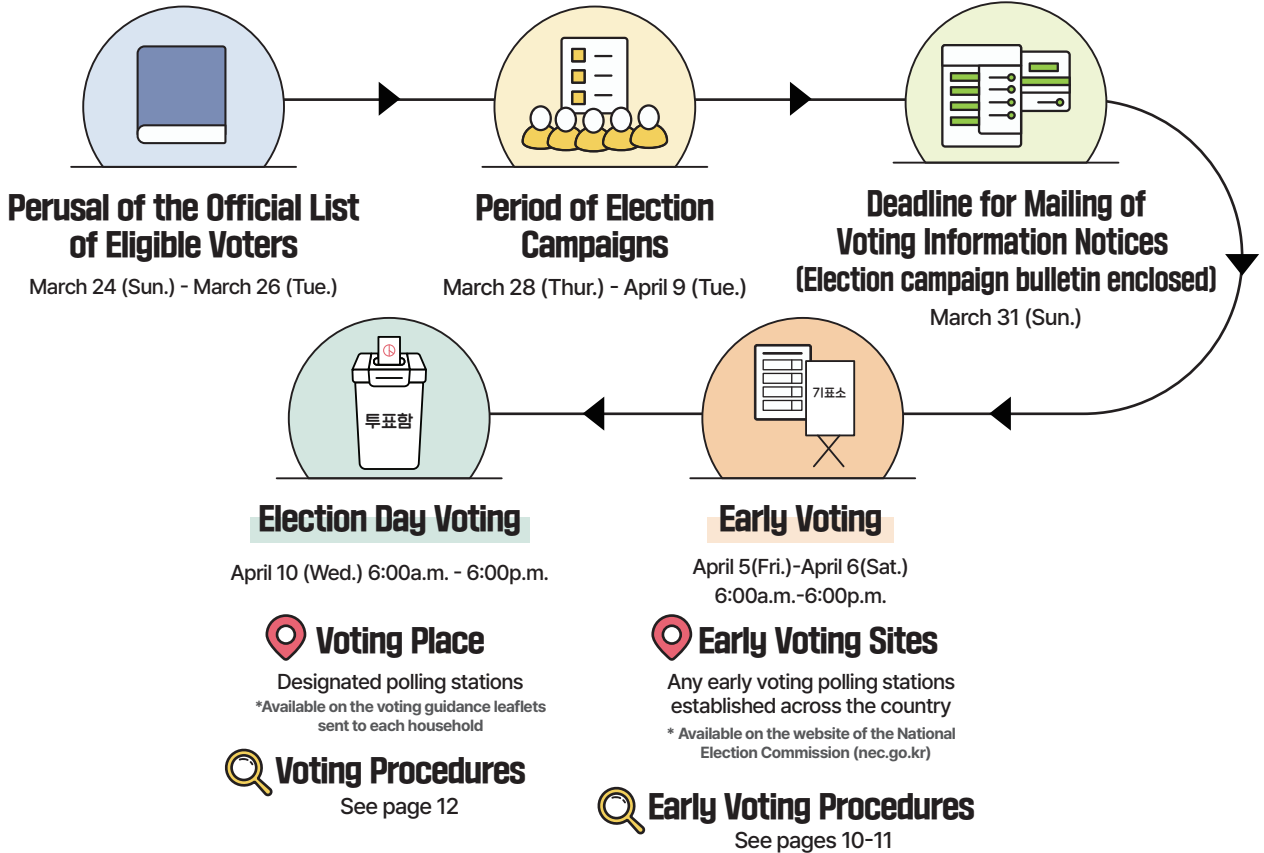 Perusal of the Official List
of Eligible Voters
March 24 (Sun.) - March 26 (Tue.)
Period of Election
Campaigns
March 28 (Thur.) - April 9 (Tue.)
Deadline for Mailing of
Voting Information Notices
(Election campaign bulletin enclosed)
March 31 (Sun.)
기표소
Early Voting
April 5(Fri.)-April 6(Sat.)
6:00a.m.-6:00p.m.
Early Voting Sites
Any early voting polling stations
established across the country
* Available on the website of the National
Election Commission (nec.go.kr)
Early Voting Procedures
See pages 10-11
투표함
Election Day Voting
April 10 (Wed.) 6:00a.m. - 6:00p.m.
Voting Place
Designated polling stations
*Available on the voting guidance leaflets
sent to each household
Voting Procedures
See page 12